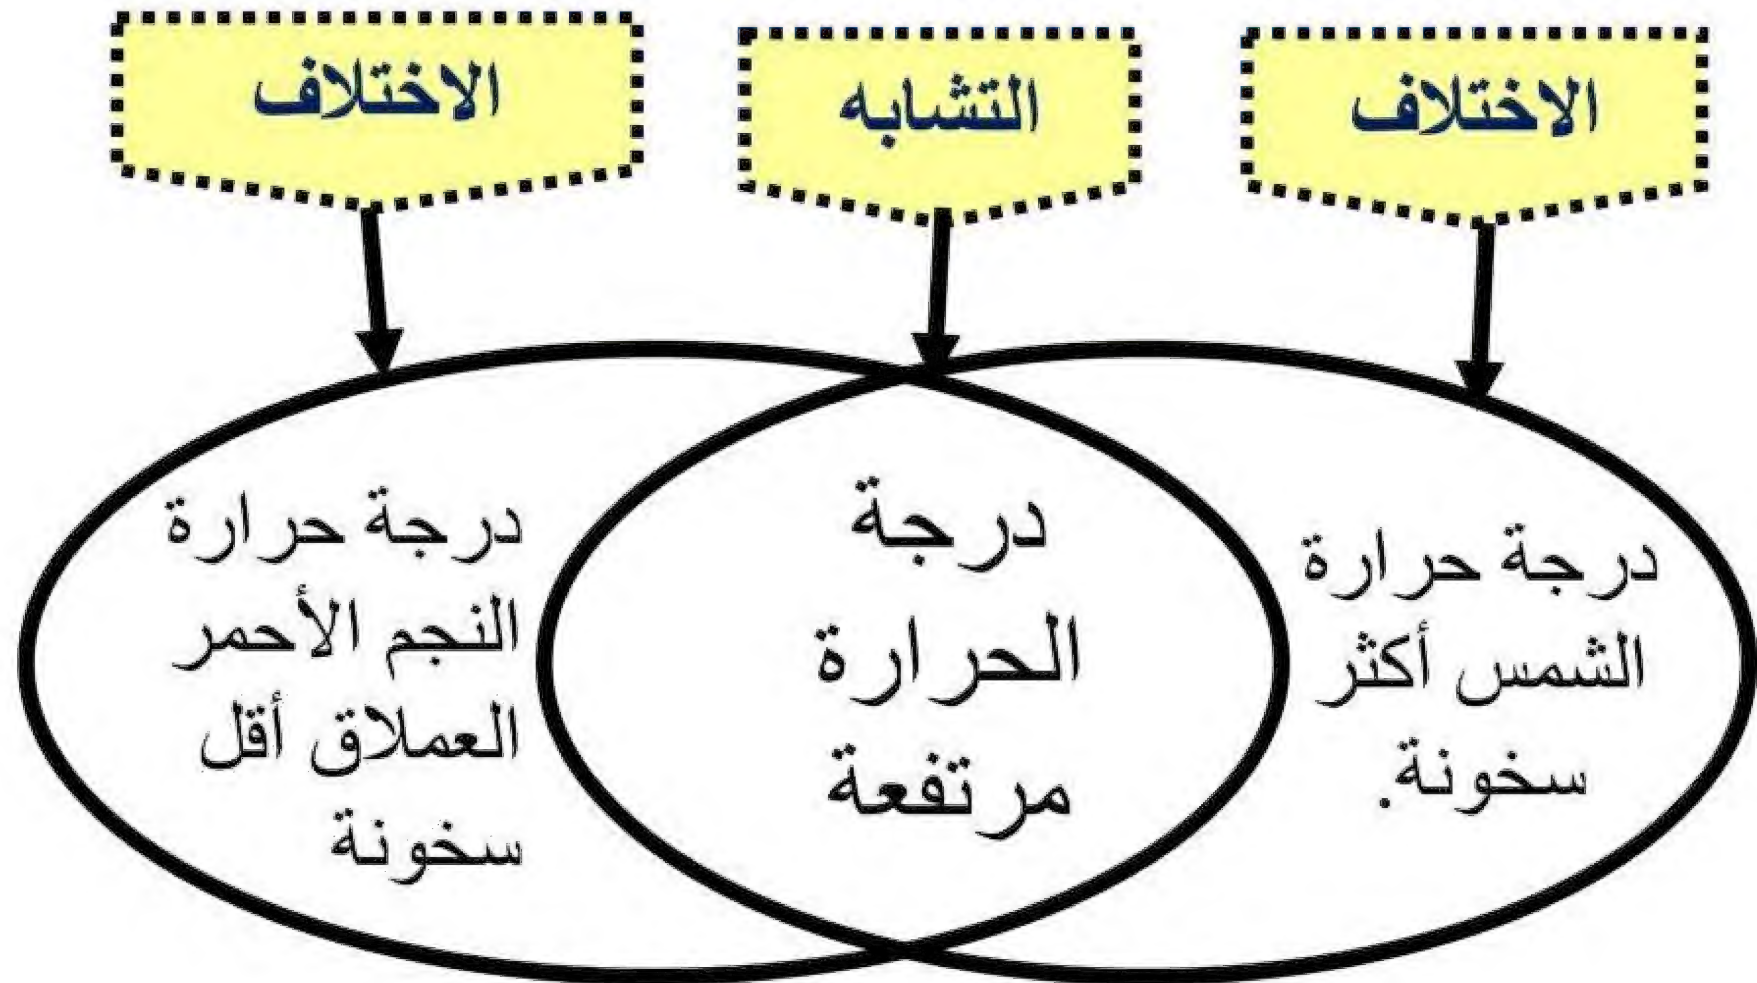 الاختلاف
التشابه
الاختلاف
درجة حرارة
الشمس أكثر
سخونة.
درجة
الحرارة
مرتفعة
درجة حرارة
النجم الأحمر
العملاق أقل
سخونة